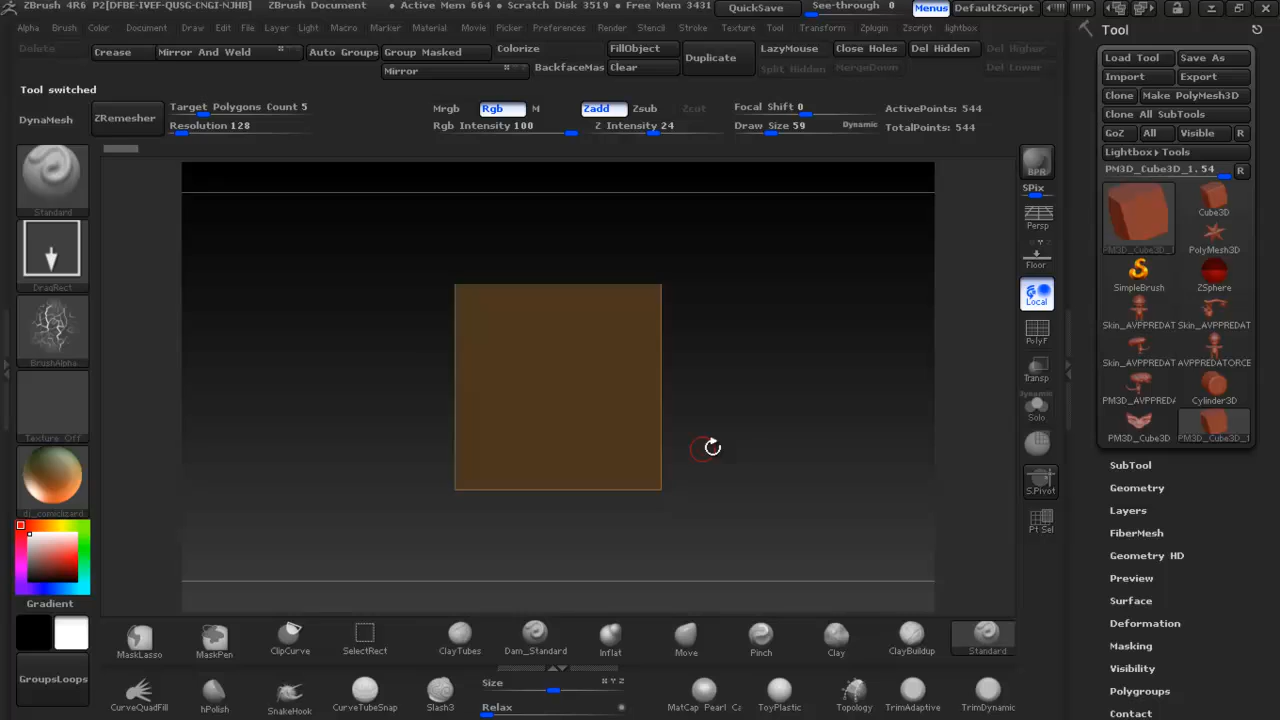 ZBrush 4R6 P2[DFBE-IVEF-QUSG-CNGI-NJHB] ZBrush Document • Active Mem 664 • Scratch Disk 3519 • Free Mem 3431 QuickSave See-through 0 Menus DefaultZScript
Alpha Brush Color Document Draw Edit File Layer Light Macro Marker Material Movie Picker Preferences Render Stencil Stroke Texture Tool Transform Zplugin Zscript lightbox
Tool
Delete Crease Mirror And Weld Auto Groups Group Masked Colorize FillObject Duplicate LazyMouse Close Holes Del Hidden Del Higher
Mirror BackfaceMas Clear Split Hidden MergeDown Del Lower
Load Tool Save As
Import Export
Clone Make PolyMesh3D
Clone All SubTools
GoZ All Visible R
Lightbox▸Tools
PM3D_Cube3D_1.54 R
Tool switched
DynaMesh ZRemesher Target Polygons Count 5 Mrgb Rgb M Zadd Zsub Zcut Focal Shift 0 ActivePoints: 544
Resolution 128 Rgb Intensity 100 Z Intensity 24 Draw Size 59 Dynamic TotalPoints: 544
Standard
DragRect
BrushAlpha
Texture Off
dj_comiclizard
Gradient
GroupsLoops
BPR
SPix
Persp
Floor
Local
PolyF
Transp
Dynamic
Solo
S.Pivot
Pt Sel
PM3D_Cube3D_ Cube3D
PolyMesh3D
SimpleBrush ZSphere
Skin_AVPPREDAT Skin_AVPPREDAT
Skin_AVPPREDAT AVPPREDATORCE
PM3D_AVPPREDA Cylinder3D
PM3D_Cube3D PM3D_Cube3D_1
SubTool
Geometry
Layers
FiberMesh
Geometry HD
Preview
Surface
Deformation
Masking
Visibility
Polygroups
Contact
MaskLasso MaskPen ClipCurve SelectRect ClayTubes Dam_Standard Inflat Move Pinch Clay ClayBuildup Standard
CurveQuadFill hPolish SnakeHook CurveTubeSnap Slash3 Size X Y Z MatCap Pearl Ca ToyPlastic Topology TrimAdaptive TrimDynamic
Relax